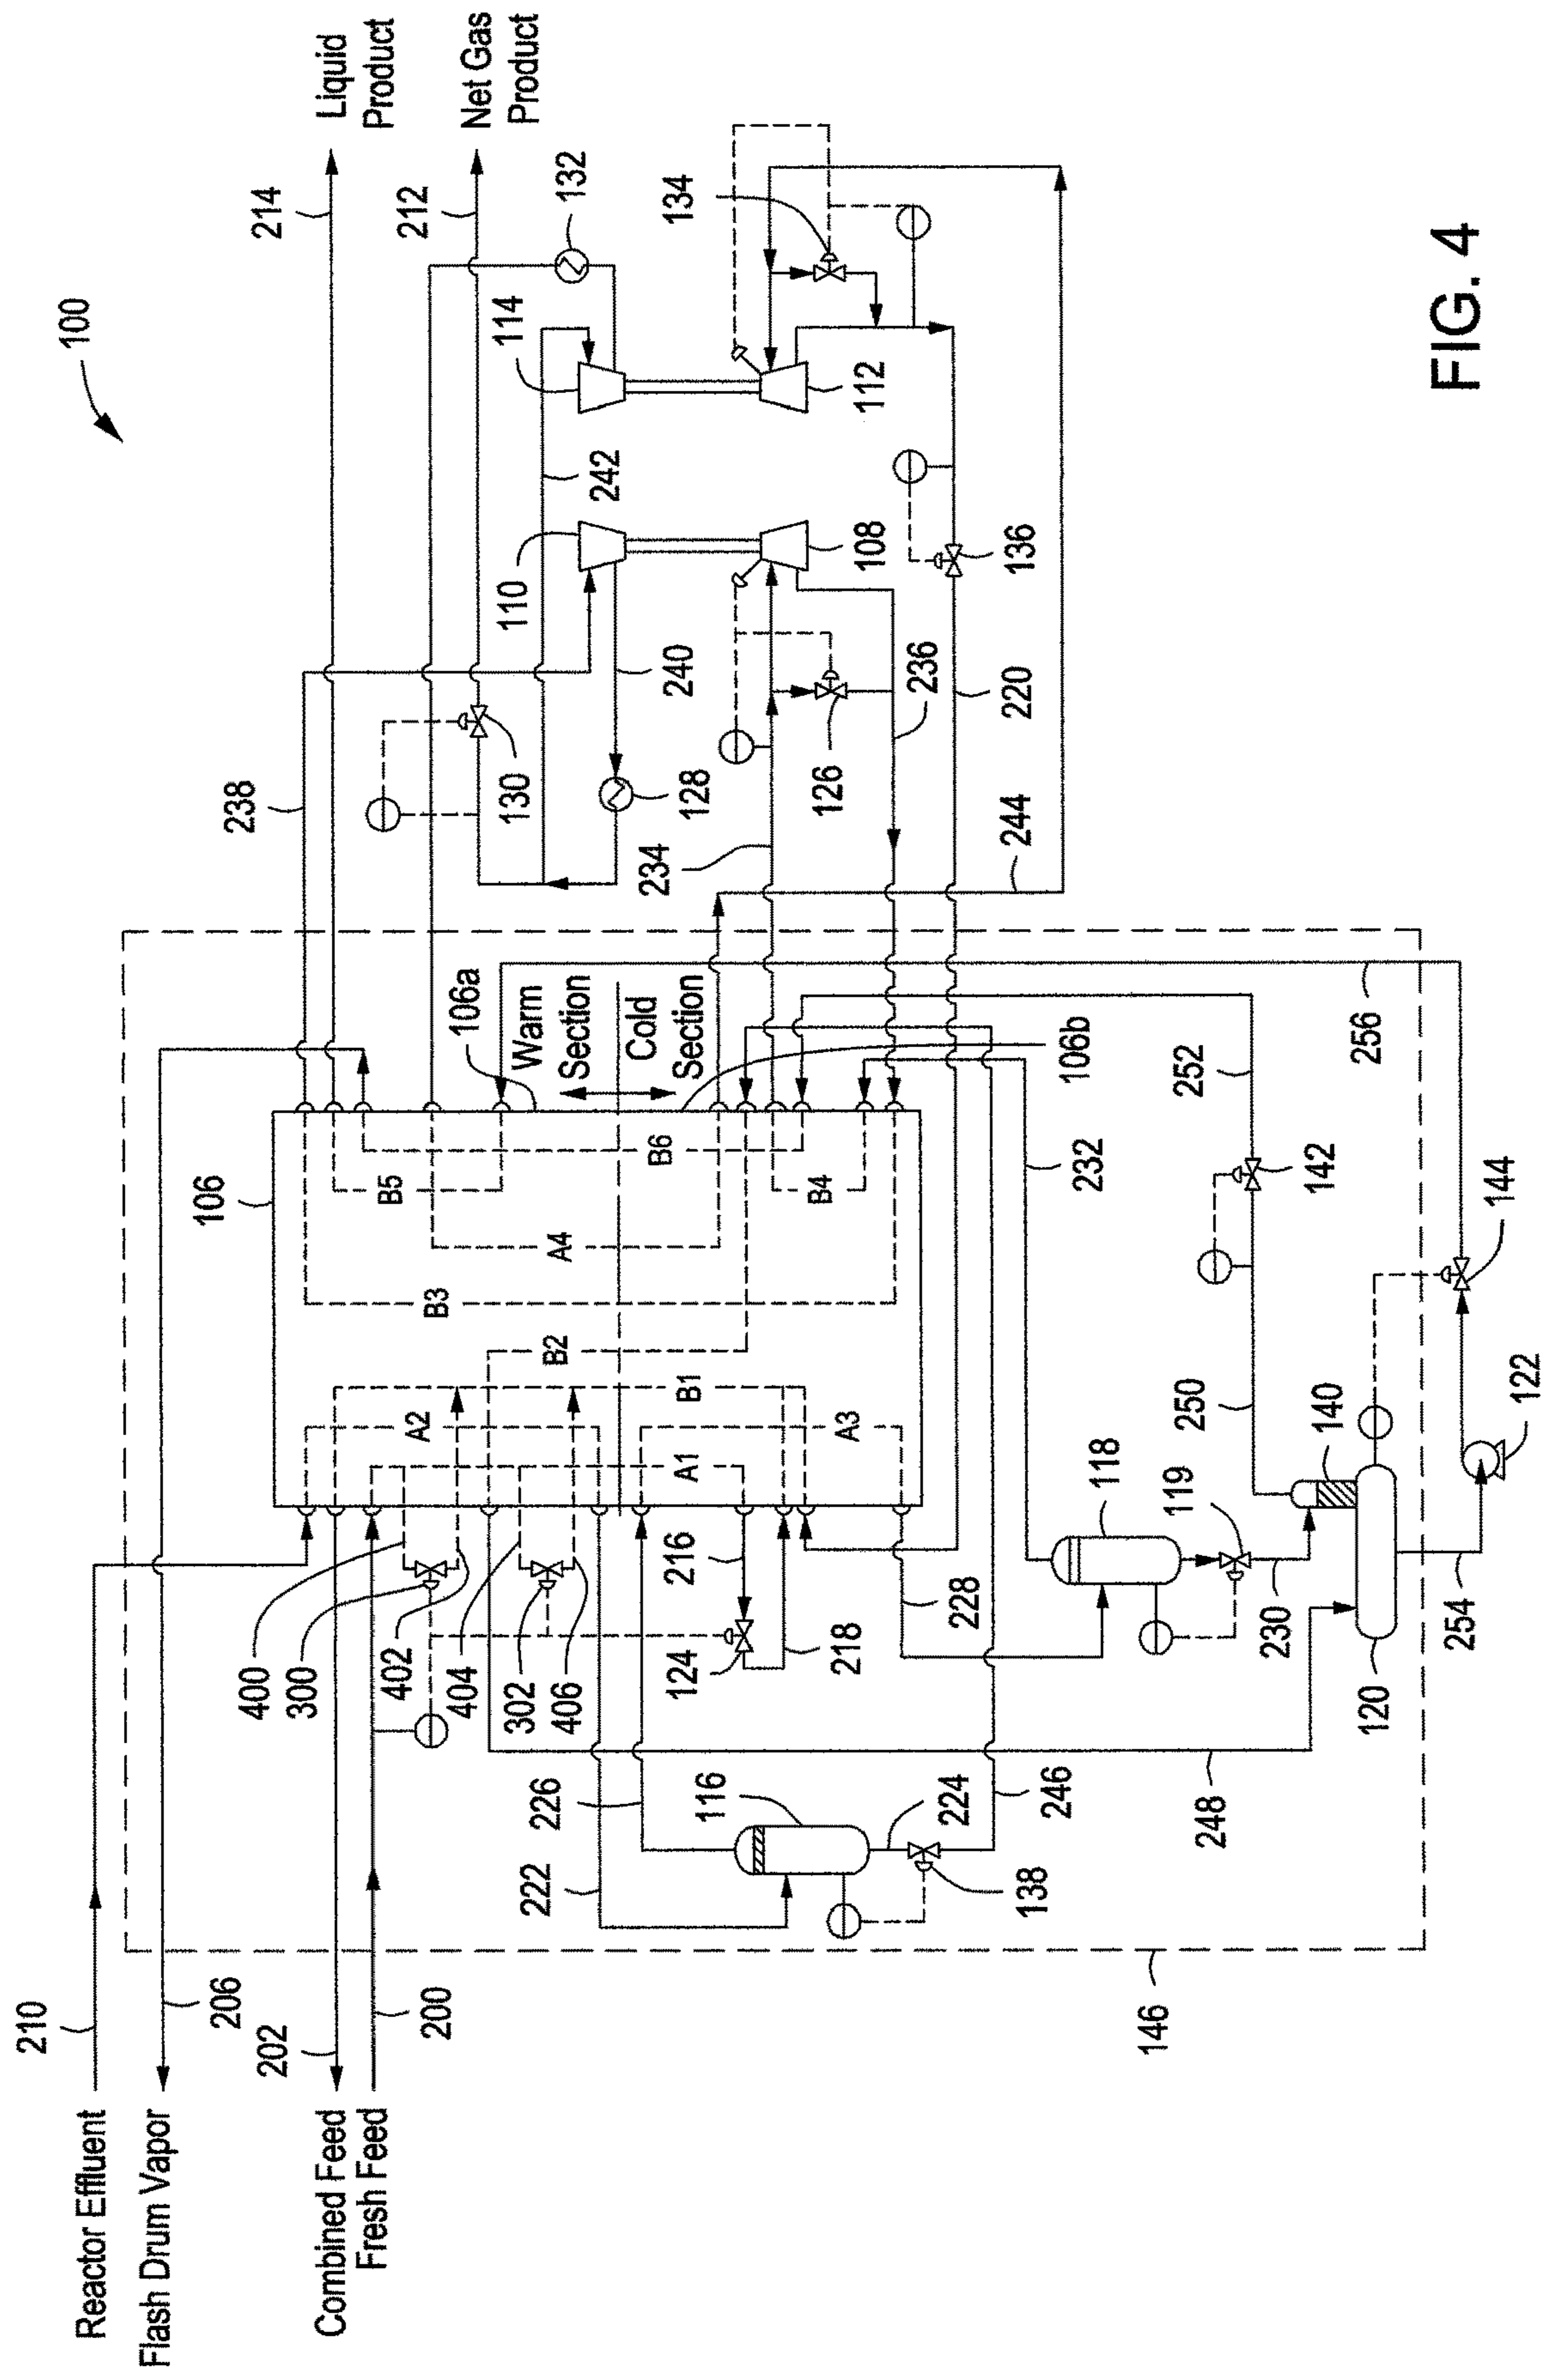 100
214
Liquid
Product
212
Net Gas
Product
132
114
134
112
242
110
108
136
240
236
220
238
130
128
126
234
244
106a
Warm
Section
Cold
Section
106b
256
252
232
142
144
106
B5
B6
B4
A4
B3
B2
B1
A2
A3
A1
250
140
122
118
119
216
228
230
254
400
300
402
404
302
406
124
218
120
222
226
116
224
246
248
138
146
210
206
202
200
Reactor Effluent
Flash Drum Vapor
Combined Feed
Fresh Feed
FIG. 4